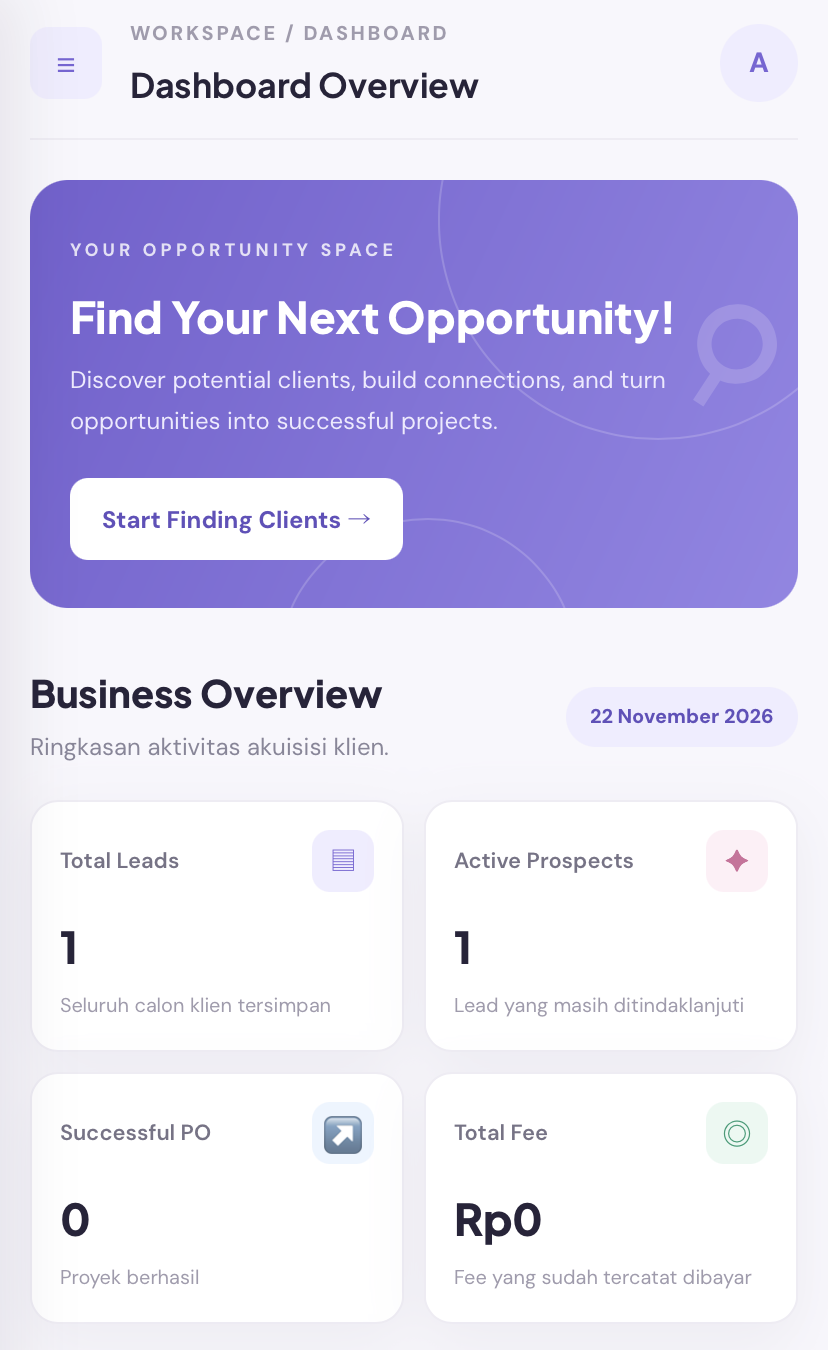 WORKSPACE / DASHBOARD
Dashboard Overview
A
YOUR OPPORTUNITY SPACE
Find Your Next Opportunity!
Discover potential clients, build connections, and turn
opportunities into successful projects.
Start Finding Clients →
Business Overview
Ringkasan aktivitas akuisisi klien.
22 November 2026
Total Leads
1
Seluruh calon klien tersimpan
Active Prospects
1
Lead yang masih ditindaklanjuti
Successful PO
0
Proyek berhasil
Total Fee
Rp0
Fee yang sudah tercatat dibayar